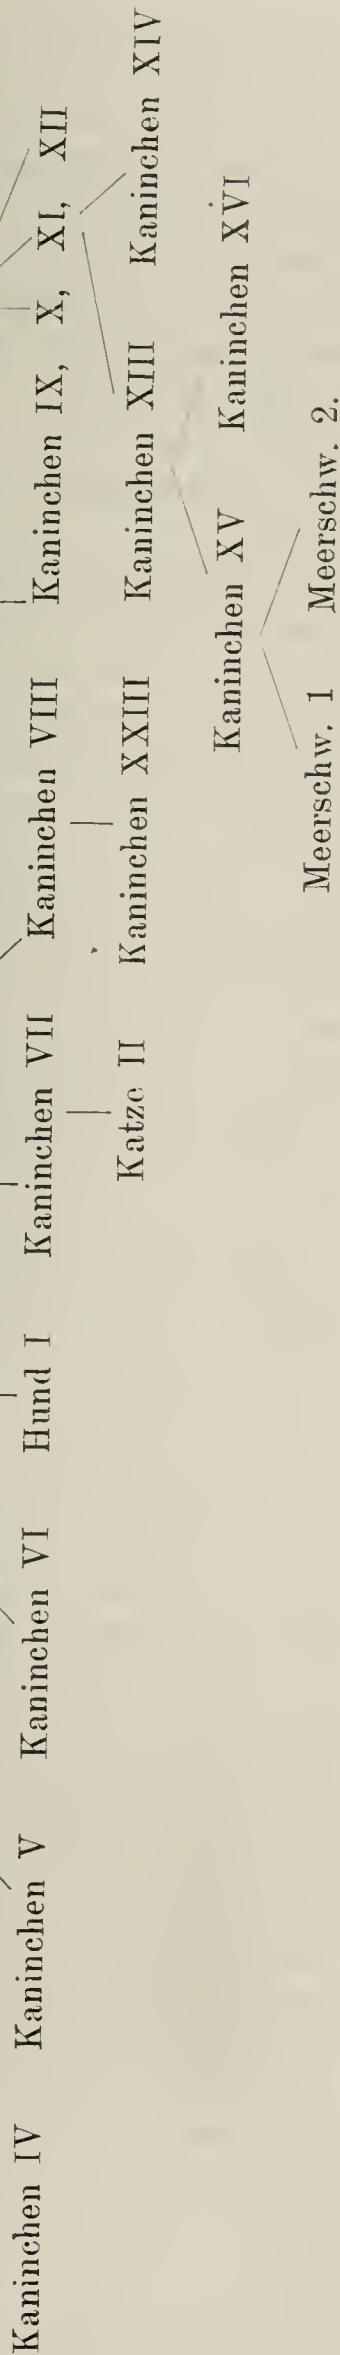 Kaninchen IV Kaninchen V Kaninchen VI Hund I Kaninchen VII Kaninchen VIII Kaninchen IX, X, XI, XII
Katze II Kaninchen XXIII Kaninchen XIII Kaninchen XIV
Kaninchen XV Kaninchen XVI
Meerschw. 1 Meerschw. 2.